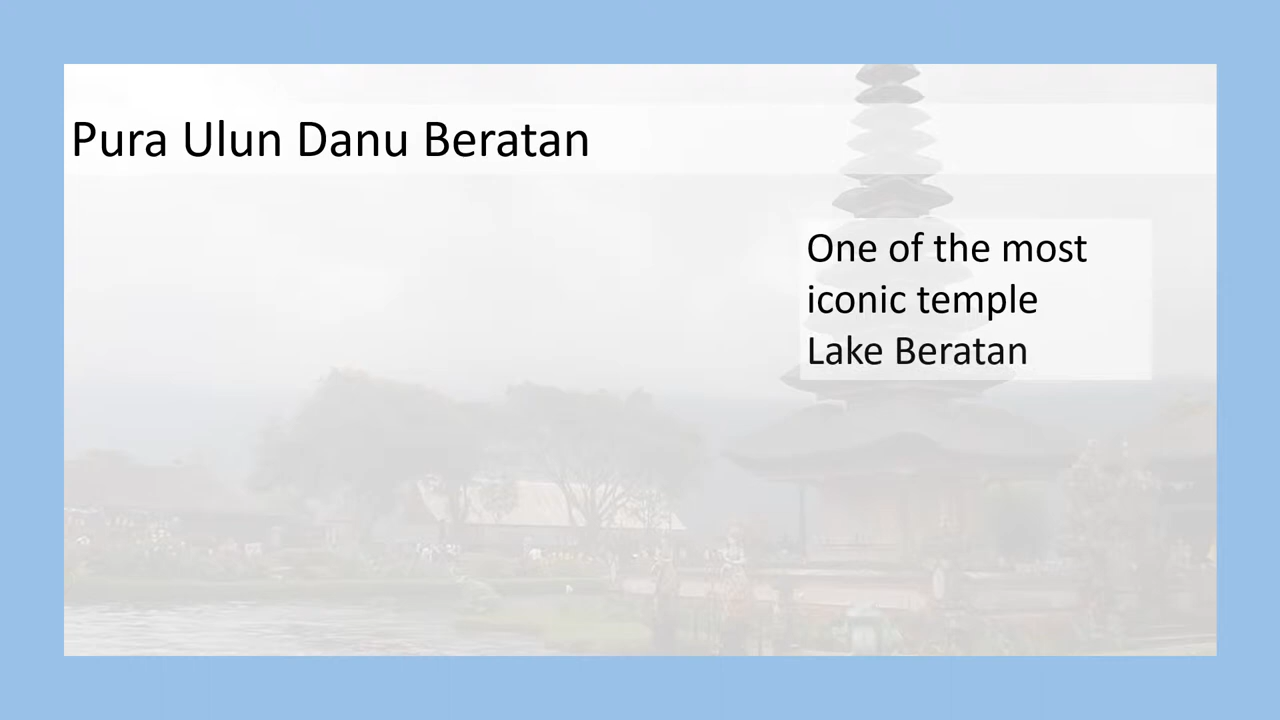 Pura Ulun Danu Beratan
One of the most
iconic temple
Lake Beratan